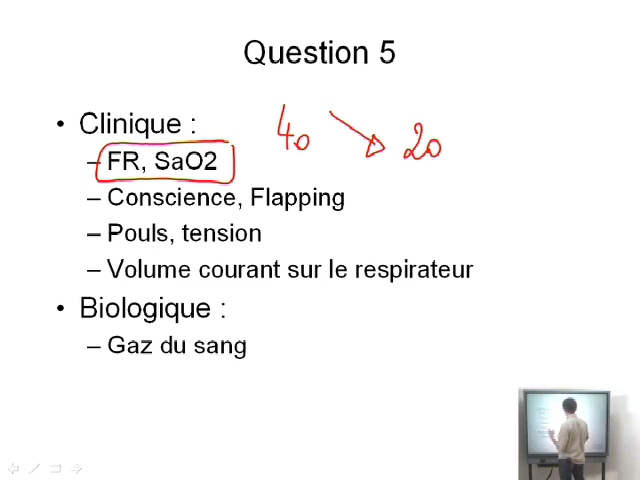 Question 5
• Clinique :
40 ↘ 20
– FR, SaO2
– Conscience, Flapping
– Pouls, tension
– Volume courant sur le respirateur
• Biologique :
– Gaz du sang